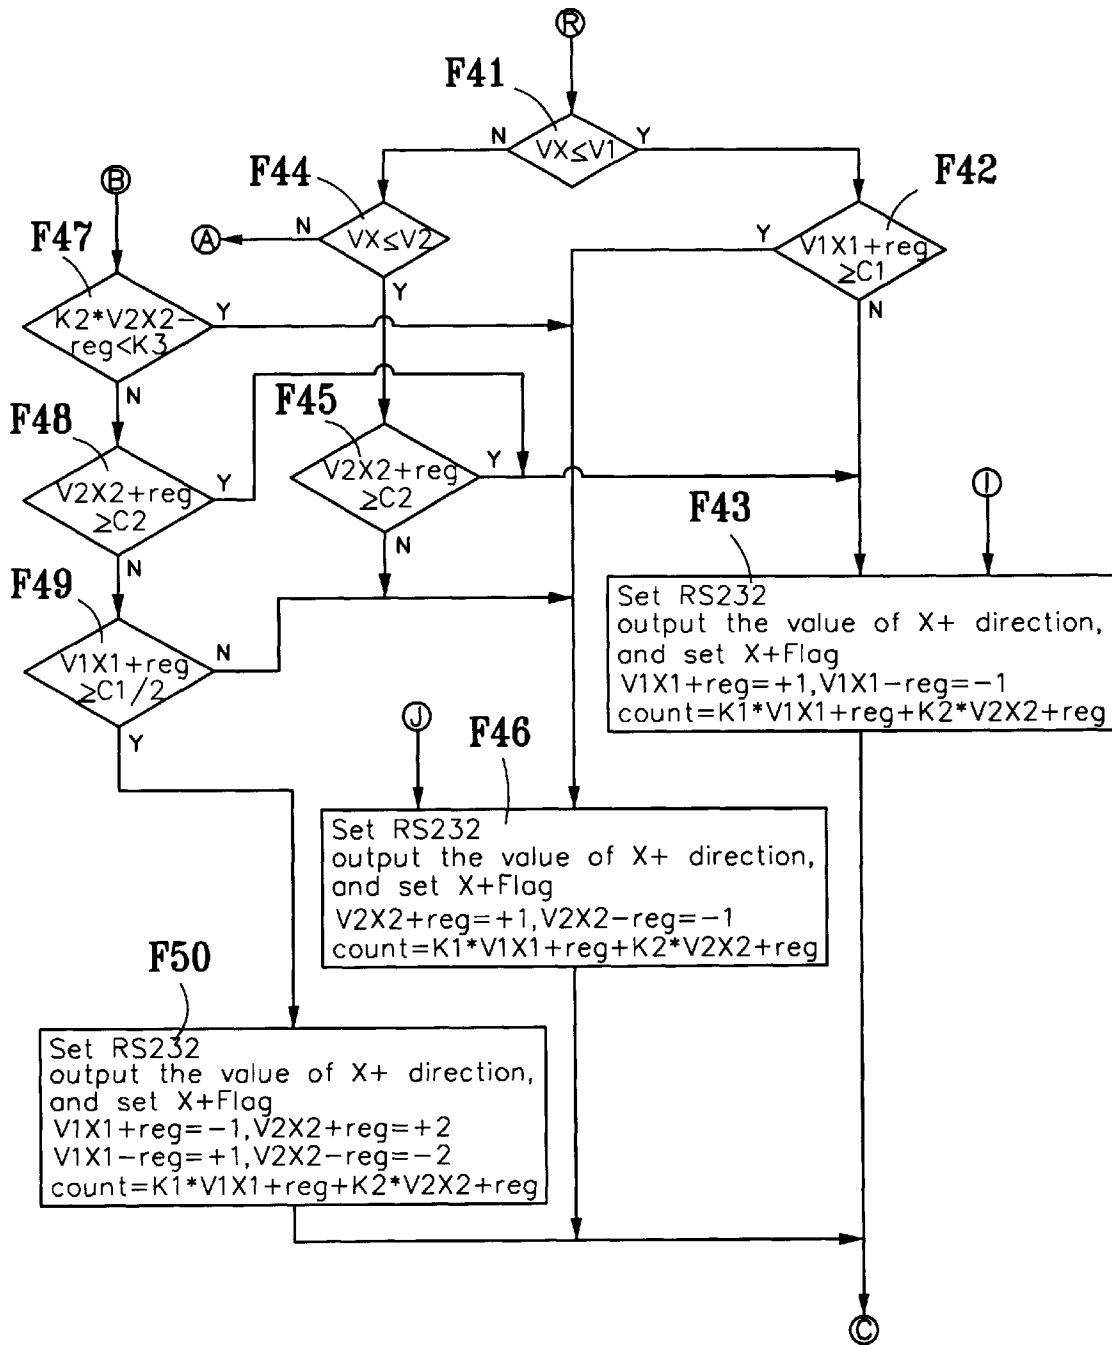 R
F41
N
VX≤V1
Y
B
F44
F42
A
N
VX≤V2
Y
V1X1+reg
≥C1
F47
Y
N
K2*V2X2-
reg<K3
Y
N
F48
F45
V2X2+reg
≥C2
Y
V2X2+reg
≥C2
Y
F43
I
N
N
F49
V1X1+reg
≥C1/2
N
Y
Set RS232
output the value of X+ direction,
and set X+Flag
V1X1+reg=+1,V1X1-reg=-1
count=K1*V1X1+reg+K2*V2X2+reg
J
F46
Set RS232
output the value of X+ direction,
and set X+Flag
V2X2+reg=+1,V2X2-reg=-1
count=K1*V1X1+reg+K2*V2X2+reg
F50
Set RS232
output the value of X+ direction,
and set X+Flag
V1X1+reg=-1,V2X2+reg=+2
V1X1-reg=+1,V2X2-reg=-2
count=K1*V1X1+reg+K2*V2X2+reg
C